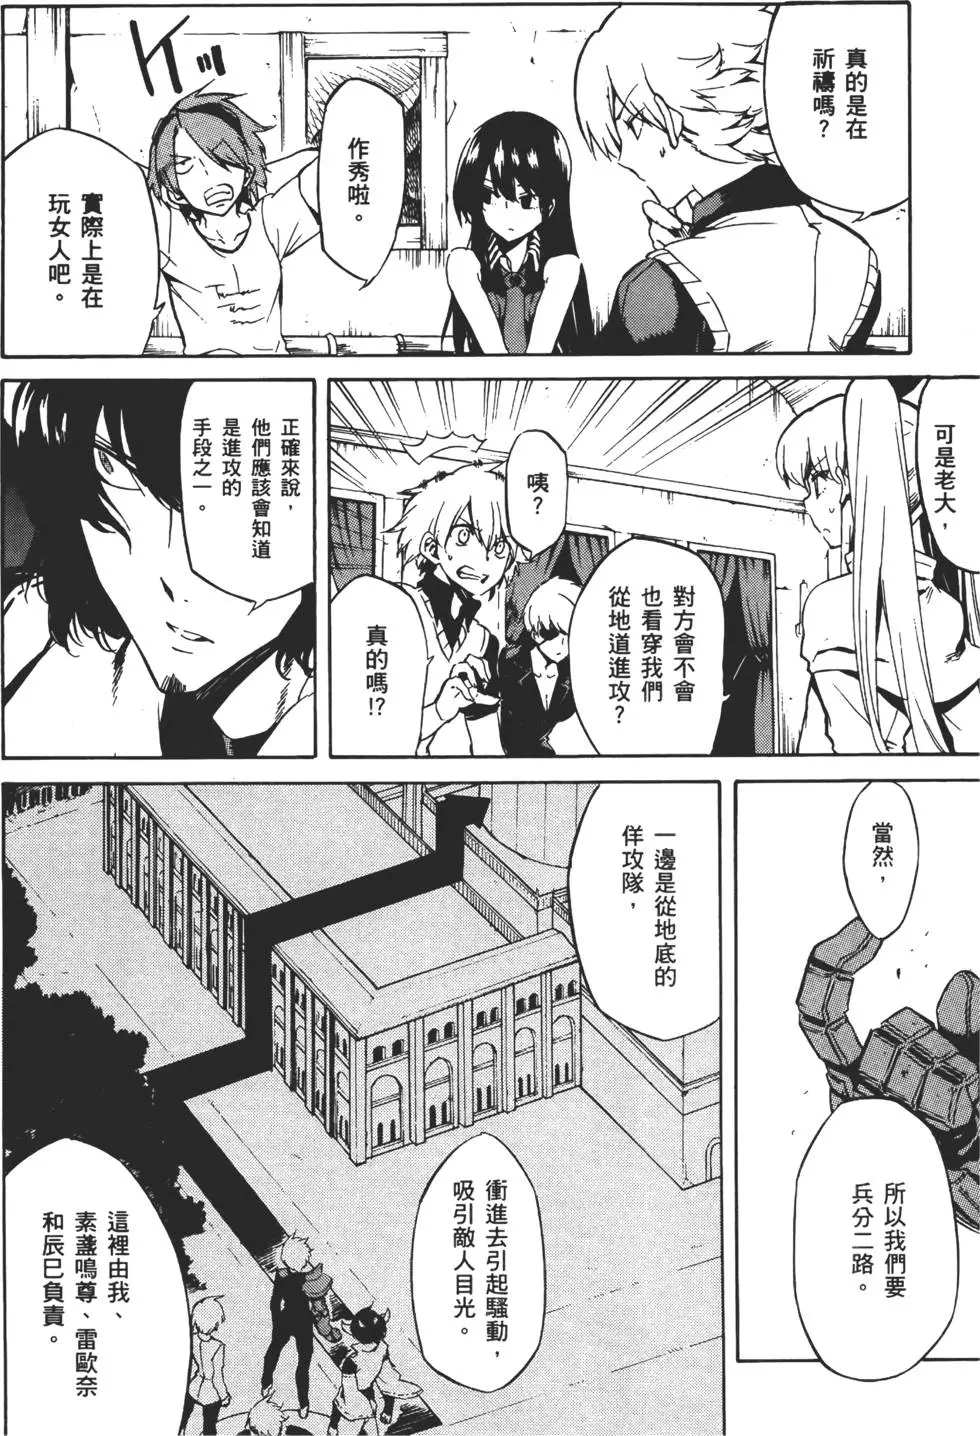 真的是在
祈禱嗎？
作秀啦。
ドッ
實際上是在
玩女人吧。
可是老大，
對方會不會
也看穿我們
從地道進攻？
咦？
真的嗎!?
正確來說，
他們應該會知道
是進攻的
手段之一。
當然，
所以我們要
兵分二路。
一邊是從地底的
佯攻隊，
衝進去引起騷動，
吸引敵人目光。
這裡由我、
素盞鳴尊、雷歐奈
和辰巳負責。